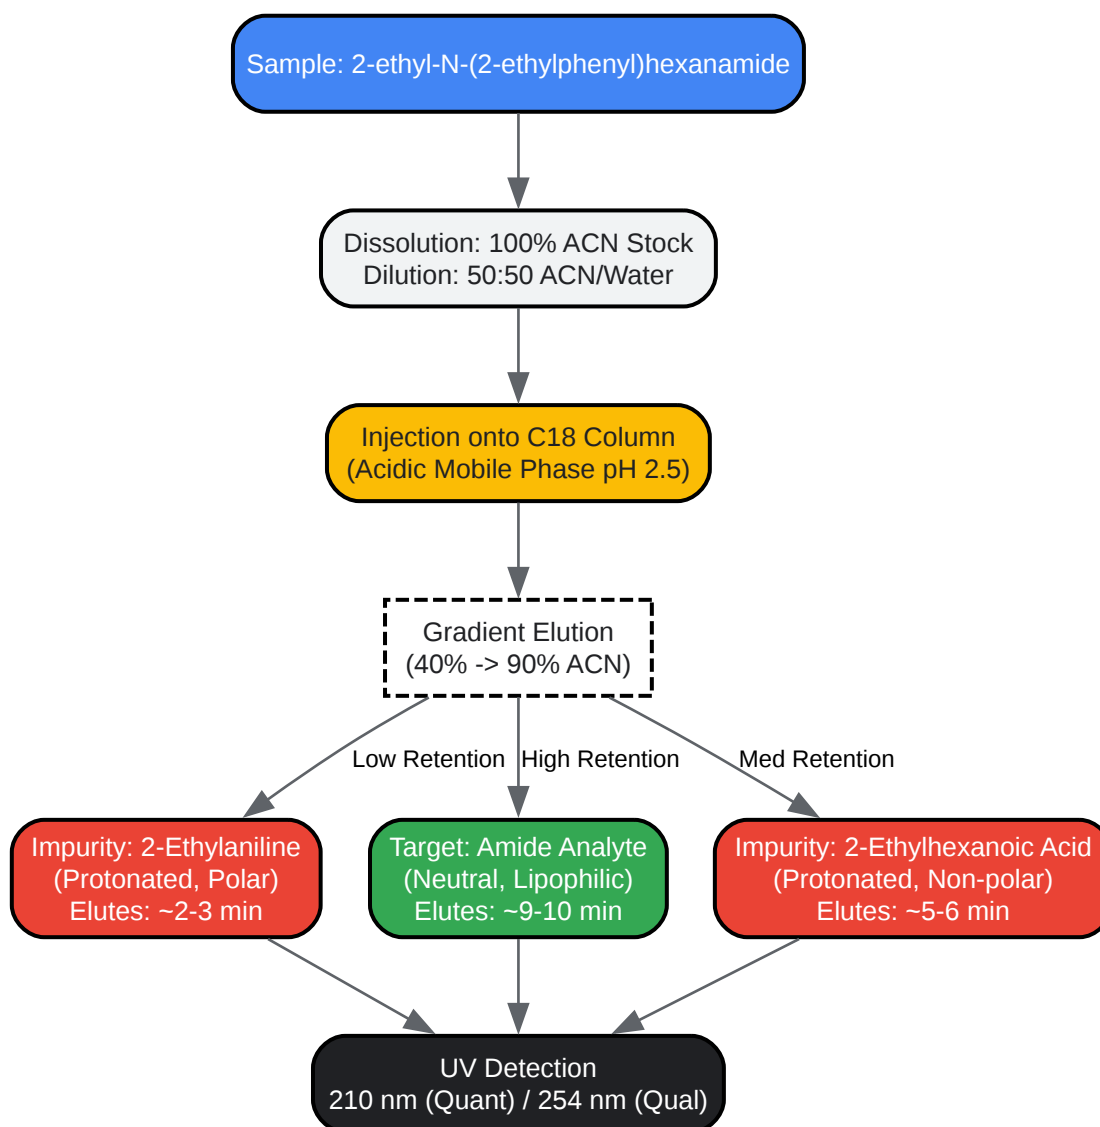 Sample: 2-ethyl-N-(2-ethylphenyl)hexanamide
Dissolution: 100% ACN Stock
Dilution: 50:50 ACN/Water
Injection onto C18 Column
(Acidic Mobile Phase pH 2.5)
Gradient Elution
(40% -> 90% ACN)
Low Retention
High Retention
Med Retention
Impurity: 2-Ethylaniline
(Protonated, Polar)
Elutes: ~2-3 min
Target: Amide Analyte
(Neutral, Lipophilic)
Elutes: ~9-10 min
Impurity: 2-Ethylhexanoic Acid
(Protonated, Non-polar)
Elutes: ~5-6 min
UV Detection
210 nm (Quant) / 254 nm (Qual)